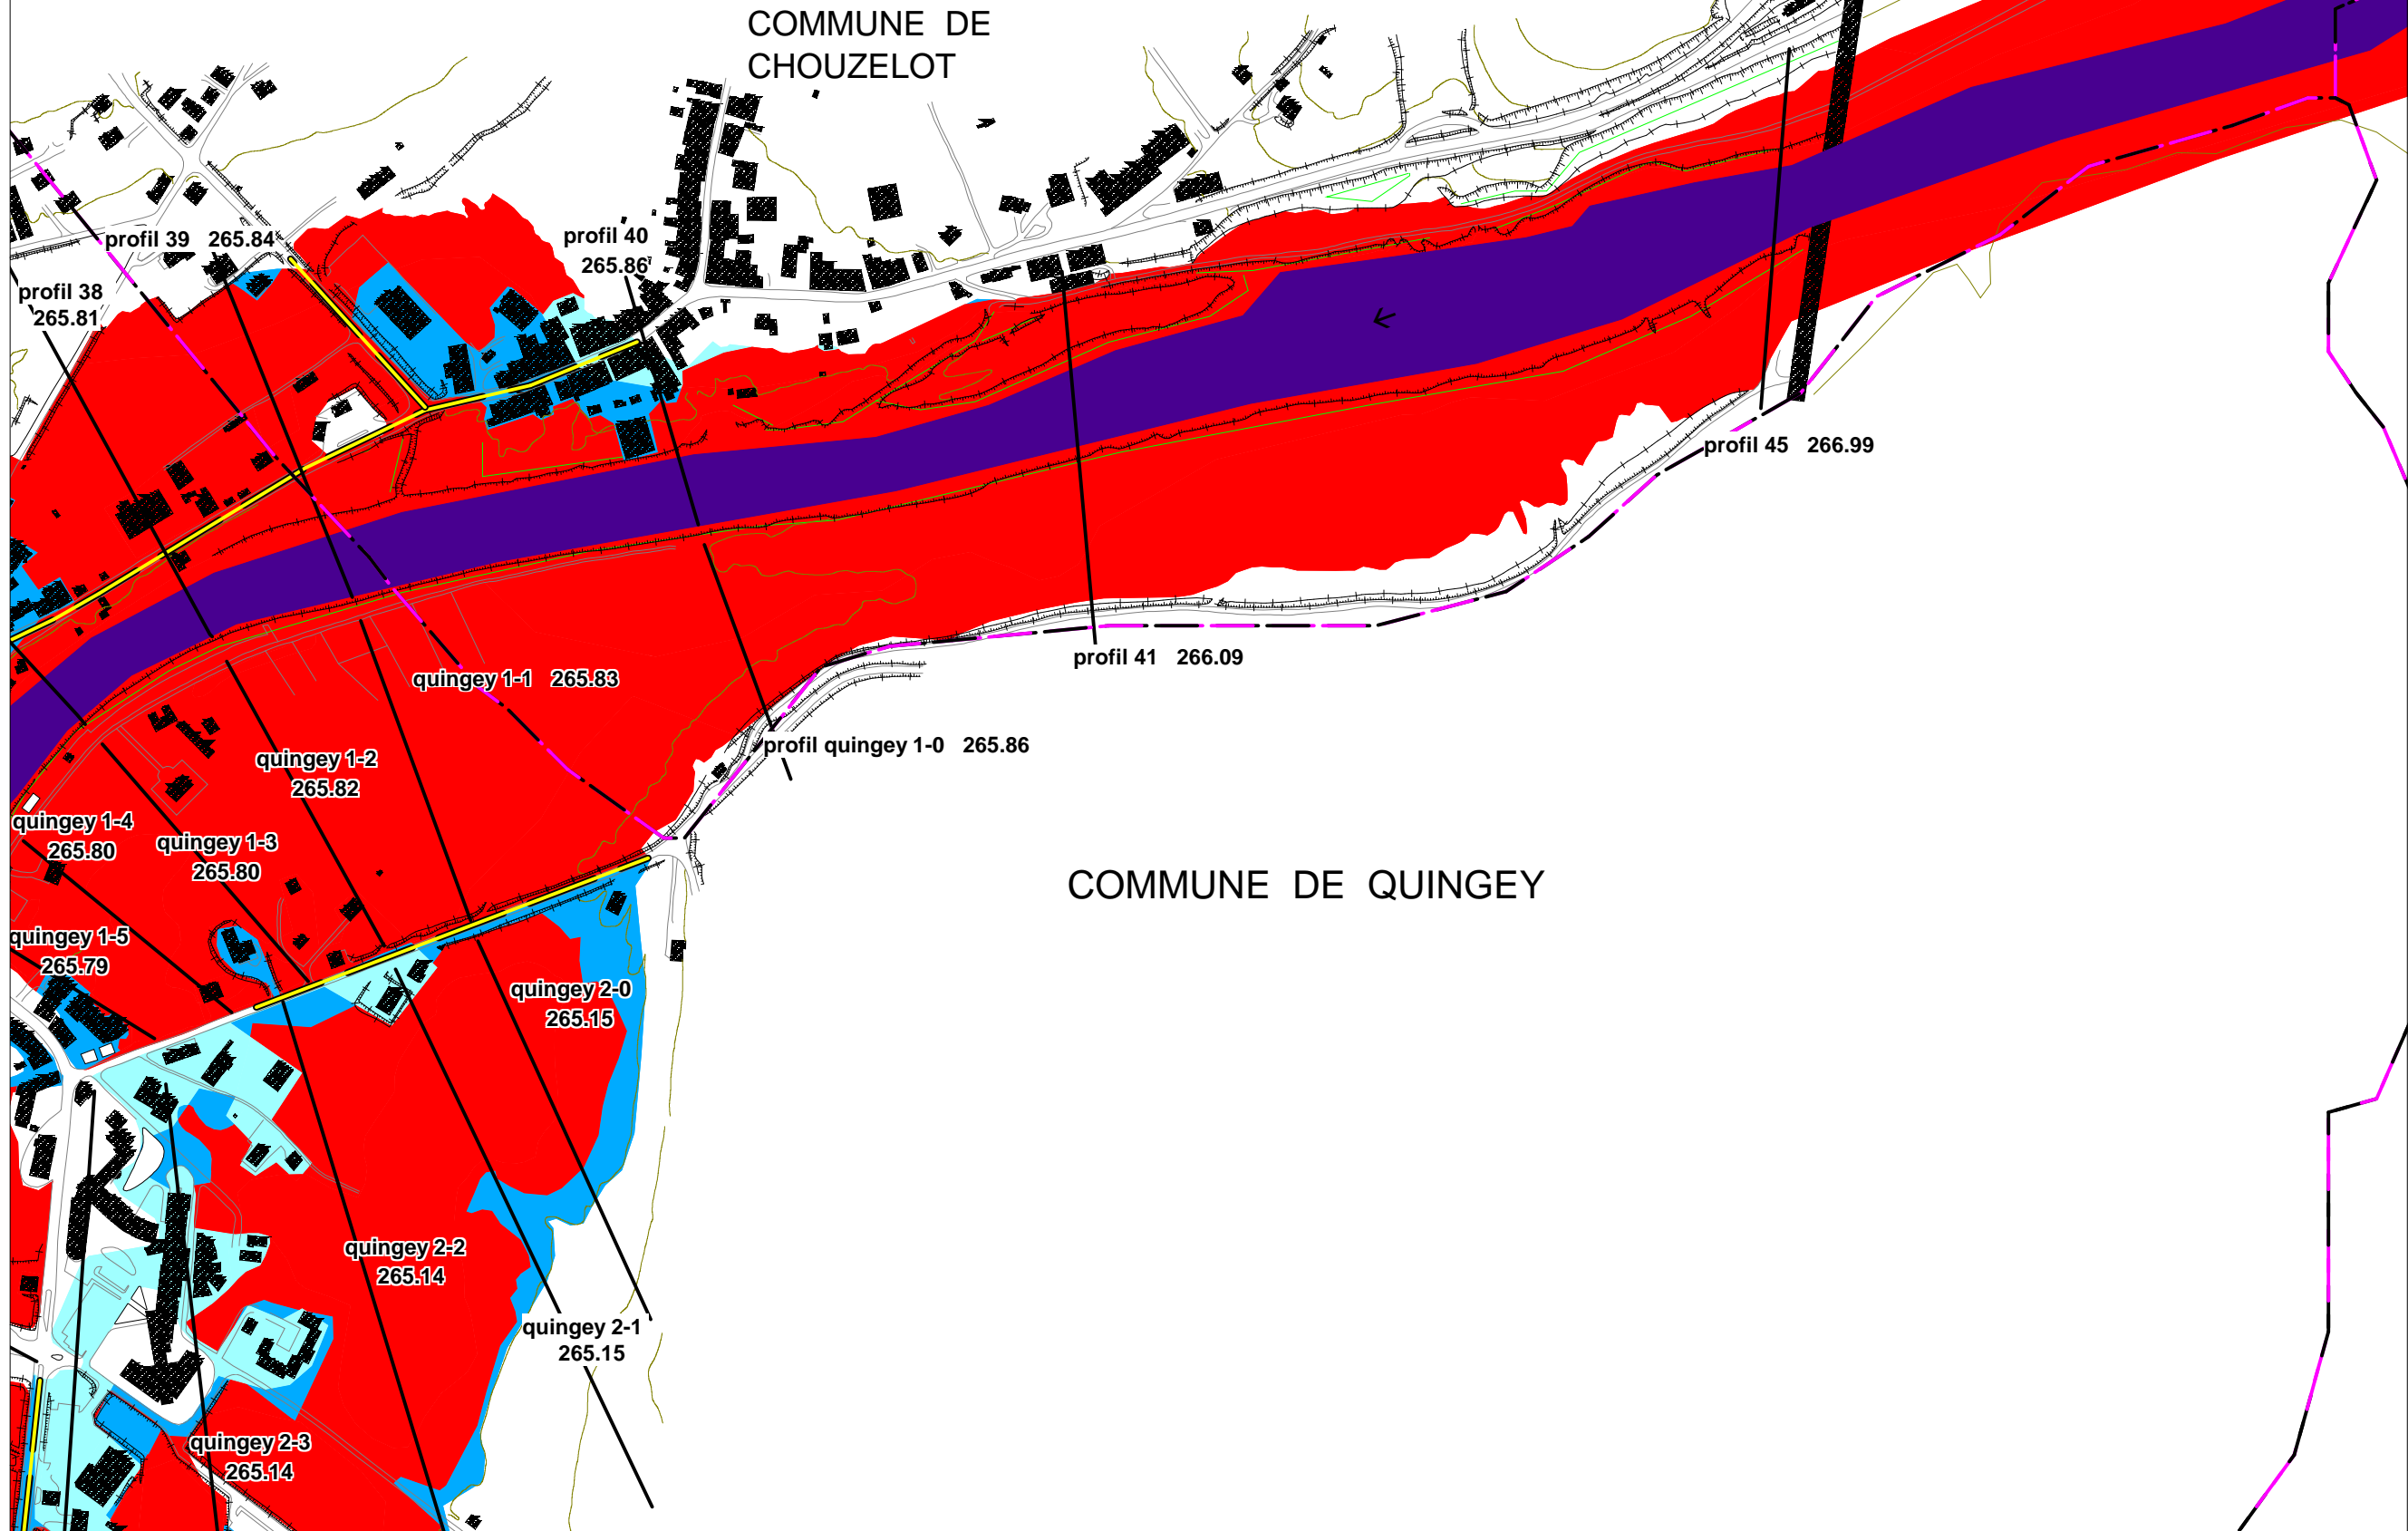 COMMUNE DE
CHOUZELOT
profil 39 265.84
profil 40
265.86
profil 38
265.81
profil 45 266.99
profil 41 266.09
quingey 1-1 265.83
profil quingey 1-0 265.86
quingey 1-2
265.82
quingey 1-4
265.80
quingey 1-3
265.80
COMMUNE DE QUINGEY
quingey 1-5
265.79
quingey 2-0
265.15
quingey 2-2
265.14
quingey 2-1
265.15
quingey 2-3
265.14